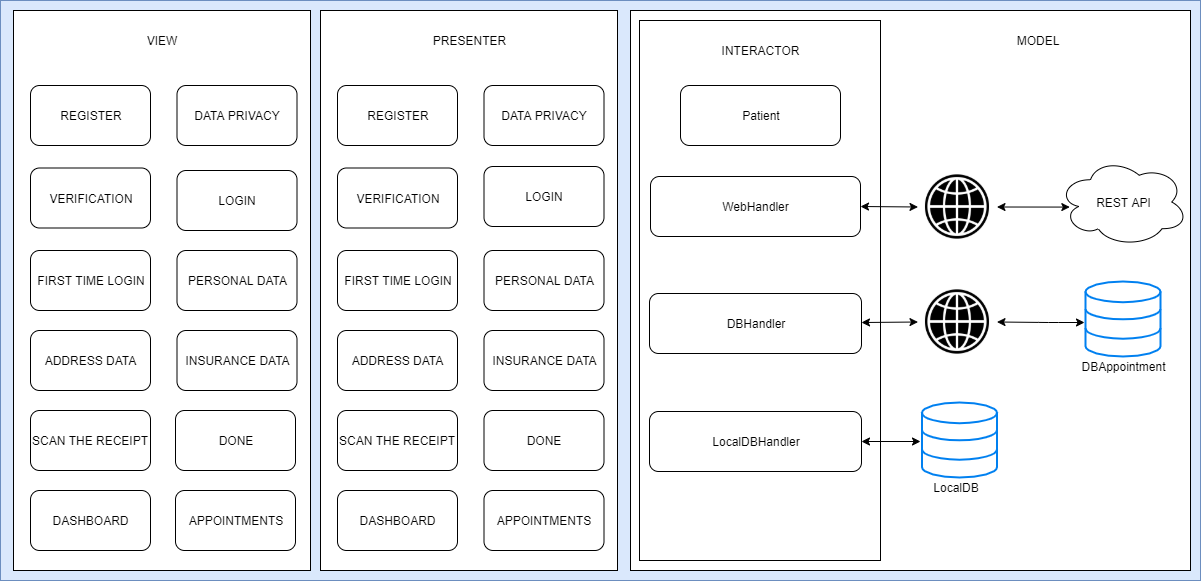 VIEW
REGISTER
DATA PRIVACY
VERIFICATION
LOGIN
FIRST TIME LOGIN
PERSONAL DATA
ADDRESS DATA
INSURANCE DATA
SCAN THE RECEIPT
DONE
DASHBOARD
APPOINTMENTS
PRESENTER
REGISTER
DATA PRIVACY
VERIFICATION
LOGIN
FIRST TIME LOGIN
PERSONAL DATA
ADDRESS DATA
INSURANCE DATA
SCAN THE RECEIPT
DONE
DASHBOARD
APPOINTMENTS
MODEL
INTERACTOR
Patient
WebHandler
REST API
DBHandler
DBAppointment
LocalDBHandler
LocalDB